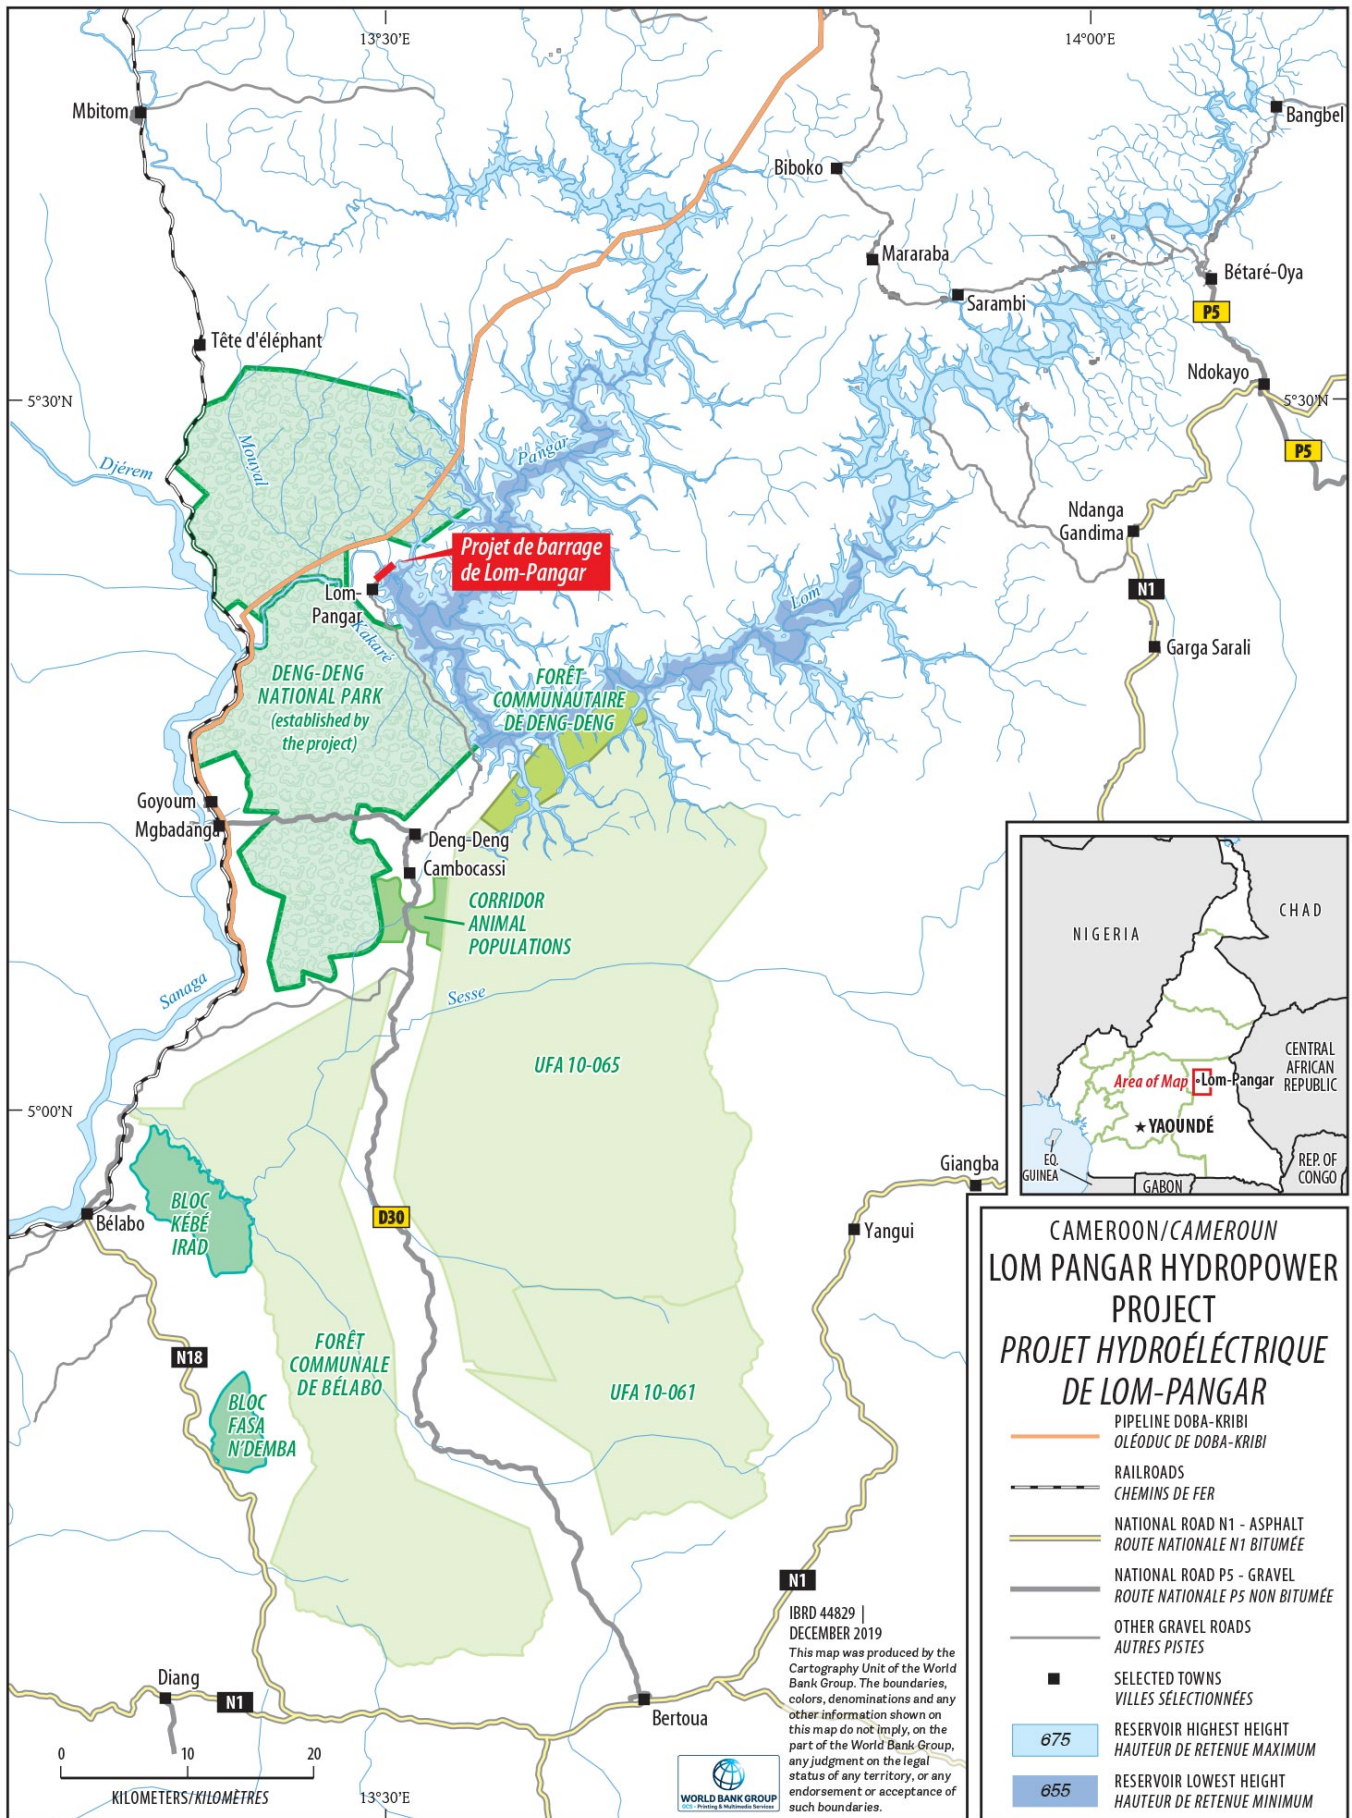 13°30'E
14°00'E
Mbitom
Bangbel
Biboko
Mararaba
Bétaré-Oya
Sarambi
P5
Tête d'éléphant
Ndokayo
5°30'N
5°30'N
Mouyal
Pangar
P5
Djérem
Ndanga
Gandima
Projet de barrage
de Lom-Pangar
Lom-
Pangar
Lom
N1
Kakaré
Garga Sarali
DENG-DENG
NATIONAL PARK
(established by
the project)
FORÊT
COMMUNAUTAIRE
DE DENG-DENG
Goyoum
Mgbadanga
Deng-Deng
Cambocassi
CORRIDOR
ANIMAL
POPULATIONS
Sanaga
Sesse
NIGERIA
CHAD
CENTRAL
AFRICAN
REPUBLIC
Area of Map
Lom-Pangar
YAOUNDÉ
EQ.
GUINEA
GABON
REP. OF
CONGO
UFA 10-065
5°00'N
Giangba
BLOC
KÉBÉ
IRAD
Bélabo
D30
Yangui
N18
FORÊT
COMMUNALE
DE BÉLABO
UFA 10-061
BLOC
FASA
N'DEMBA
N1
Diang
N1
Bertoua
0 10 20
KILOMETERS/KILOMÈTRES
13°30'E
IBRD 44829 |
DECEMBER 2019
This map was produced by the
Cartography Unit of the World
Bank Group. The boundaries,
colors, denominations and any
other information shown on
this map do not imply, on the
part of the World Bank Group,
any judgment on the legal
status of any territory, or any
endorsement or acceptance of
such boundaries.
WORLD BANK GROUP
GCS - Printing & Multimedia Services
CAMEROON/CAMEROUN
LOM PANGAR HYDROPOWER
PROJECT
PROJET HYDROÉLÉCTRIQUE
DE LOM-PANGAR
PIPELINE DOBA-KRIBI
OLÉODUC DE DOBA-KRIBI
RAILROADS
CHEMINS DE FER
NATIONAL ROAD N1 - ASPHALT
ROUTE NATIONALE N1 BITUMÉE
NATIONAL ROAD P5 - GRAVEL
ROUTE NATIONALE P5 NON BITUMÉE
OTHER GRAVEL ROADS
AUTRES PISTES
SELECTED TOWNS
VILLES SÉLECTIONNÉES
675
RESERVOIR HIGHEST HEIGHT
HAUTEUR DE RETENUE MAXIMUM
655
RESERVOIR LOWEST HEIGHT
HAUTEUR DE RETENUE MINIMUM